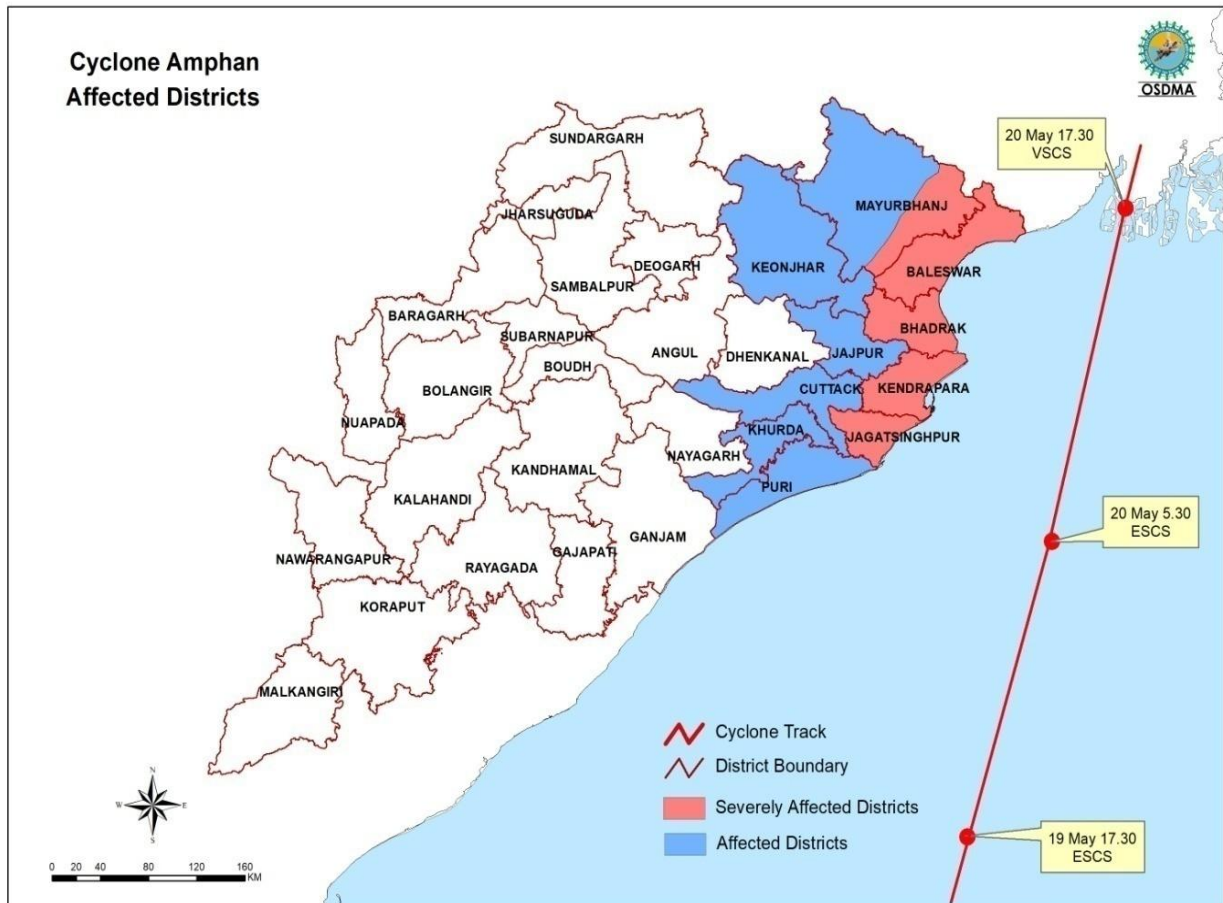 Cyclone Amphan
Affected Districts
OSDMA
20 May 17.30
VSCS
SUNDARGARH
JHARSUGUDA
MAYURBHANJ
DEOGARH
KEONJHAR
BALESWAR
SAMBALPUR
BARAGARH
SUBARNAPUR
BHADRAK
ANGUL
DHENKANAL
JAJPUR
BOUDH
BOLANGIR
CUTTACK
KENDRAPARA
NUAPADA
KHURDA
JAGATSINGHPUR
NAYAGARH
KANDHAMAL
PURI
KALAHANDI
20 May 5.30
ESCS
GANJAM
GAJAPATI
NAWARANGAPUR
RAYAGADA
KORAPUT
MALKANGIRI
Cyclone Track
District Boundary
Severely Affected Districts
Affected Districts
19 May 17.30
ESCS
N
W
E
S
0 20 40 80 120 160
KM